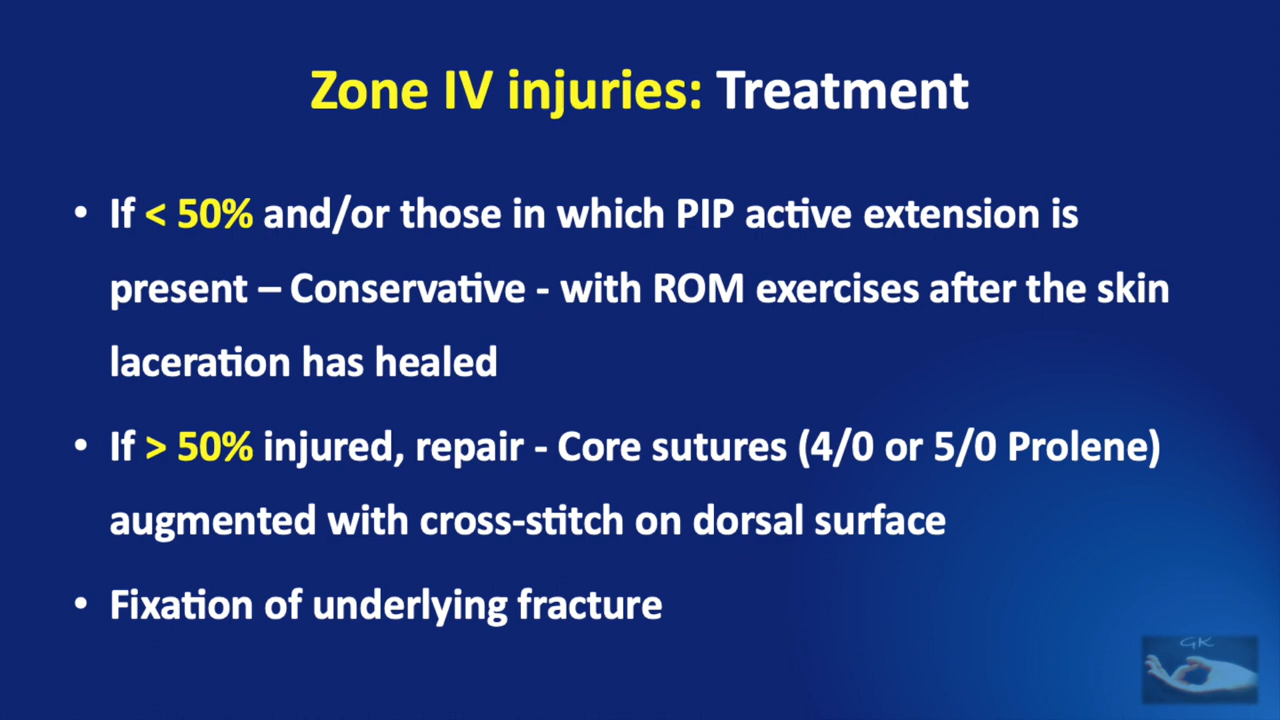 Zone IV injuries: Treatment
• If < 50% and/or those in which PIP active extension is
present – Conservative - with ROM exercises after the skin
laceration has healed
• If > 50% injured, repair - Core sutures (4/0 or 5/0 Prolene)
augmented with cross-stitch on dorsal surface
• Fixation of underlying fracture
GK